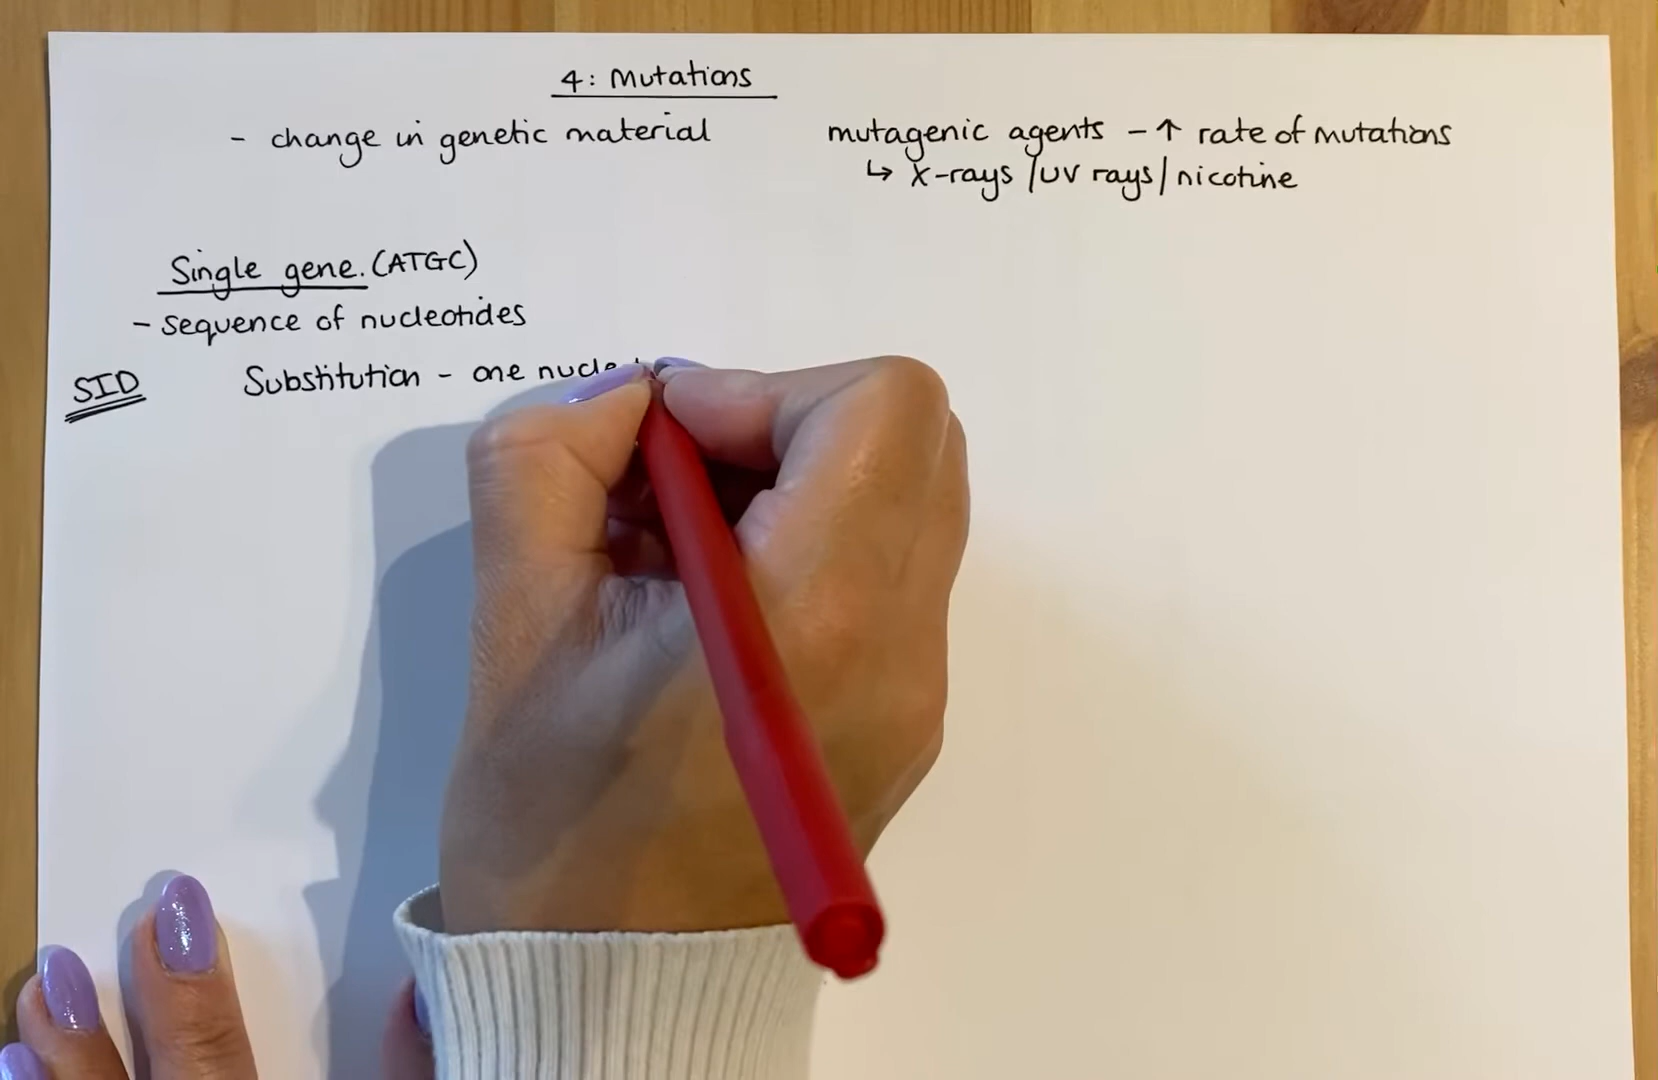 4: Mutations
- change in genetic material
mutagenic agents - ↑ rate of mutations
↳ X-rays / UV rays / nicotine
Single gene. (ATGC)
- sequence of nucleotides
SID
Substitution - one